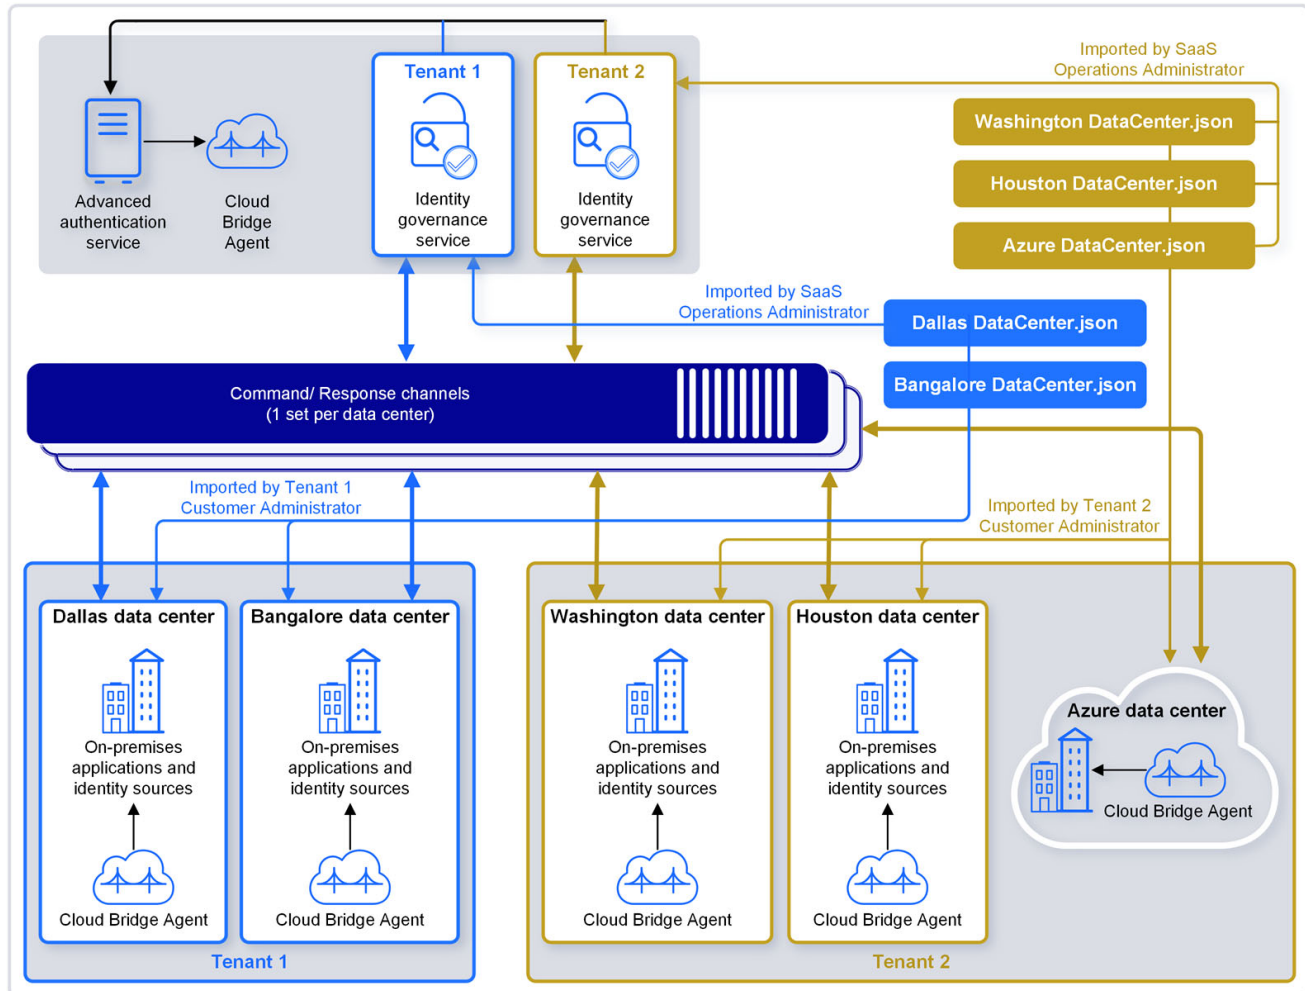 Tenant 1
Tenant 2
Imported by SaaS
Operations Administrator
Washington DataCenter.json
Houston DataCenter.json
Azure DataCenter.json
Advanced
authentication
service
Cloud
Bridge
Agent
Identity
governance
service
Identity
governance
service
Imported by SaaS
Operations Administrator
Dallas DataCenter.json
Bangalore DataCenter.json
Command/ Response channels
(1 set per data center)
Imported by Tenant 1
Customer Administrator
Imported by Tenant 2
Customer Administrator
Dallas data center
On-premises
applications and
identity sources
Cloud Bridge Agent
Bangalore data center
On-premises
applications and
identity sources
Cloud Bridge Agent
Tenant 1
Washington data center
On-premises
applications and
identity sources
Cloud Bridge Agent
Houston data center
On-premises
applications and
identity sources
Cloud Bridge Agent
Azure data center
Cloud Bridge Agent
Tenant 2